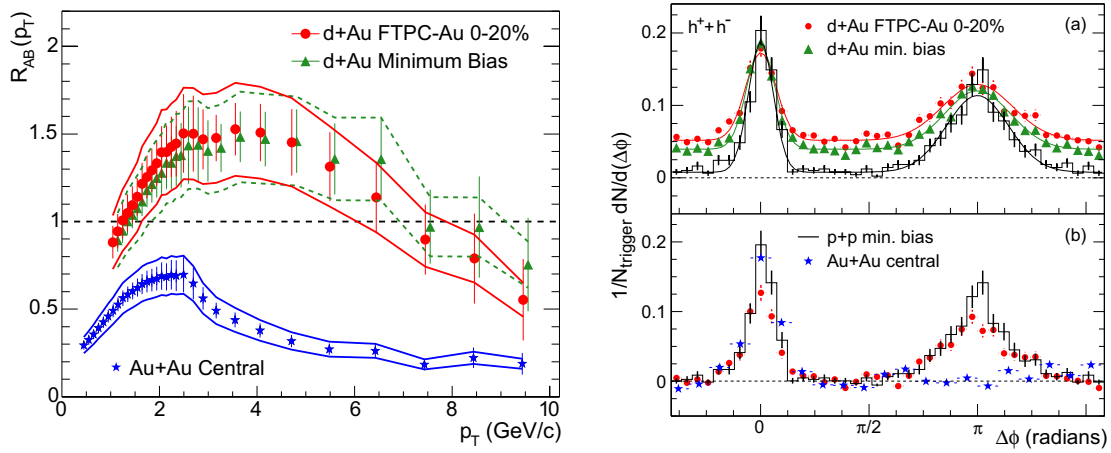 R_AB(p_T)
2
1.5
1
0.5
0
d+Au FTPC-Au 0-20%
d+Au Minimum Bias
Au+Au Central
0 2 4 6 8 10
p_T (GeV/c)
1/N_trigger dN/d(Δϕ)
h⁺+h⁻
(a)
d+Au FTPC-Au 0-20%
d+Au min. bias
0.2
0.1
0
(b)
p+p min. bias
Au+Au central
0.2
0.1
0
0 π/2 π
Δϕ (radians)